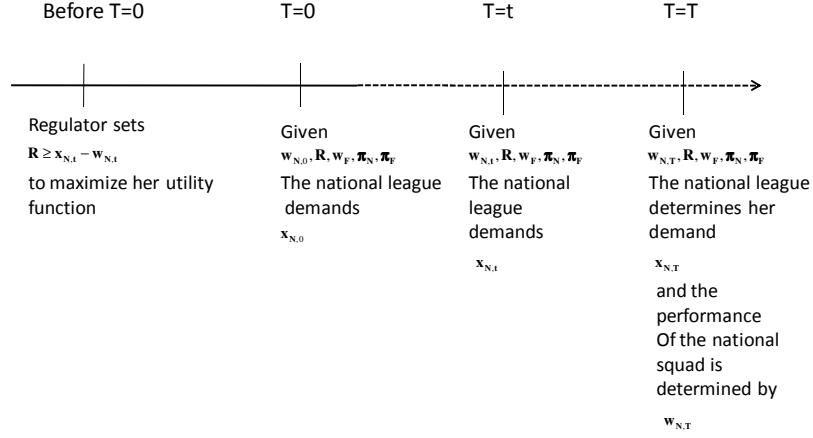 Before T=0
T=0
T=t
T=T
Regulator sets
R ≥ x_{N,t} − w_{N,t}
to maximize her utility
function
Given
w_{N,0}, R, w_F, π_N, π_F
The national league
demands
x_{N,0}
Given
w_{N,t}, R, w_F, π_N, π_F
The national
league
demands
x_{N,t}
Given
w_{N,T}, R, w_F, π_N, π_F
The national league
determines her
demand
x_{N,T}
and the
performance
Of the national
squad is
determined by
w_{N,T}